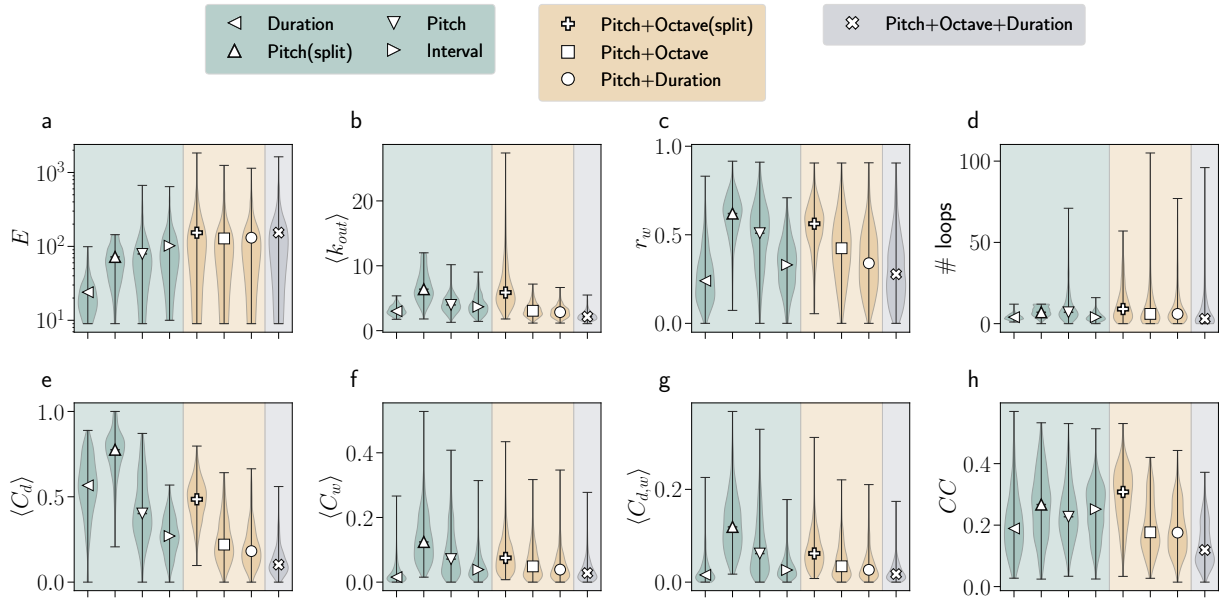 Duration
Pitch(split)
Pitch
Interval
Pitch+Octave(split)
Pitch+Octave
Pitch+Duration
Pitch+Octave+Duration
a
b
c
d
E
10³
10²
10¹
⟨k_out⟩
20
10
0
r_w
1.0
0.5
0.0
# loops
100
50
0
e
f
g
h
⟨C_d⟩
1.0
0.5
0.0
⟨C_w⟩
0.4
0.2
0.0
⟨C_{d,w}⟩
0.2
0.0
CC
0.4
0.2
0.0